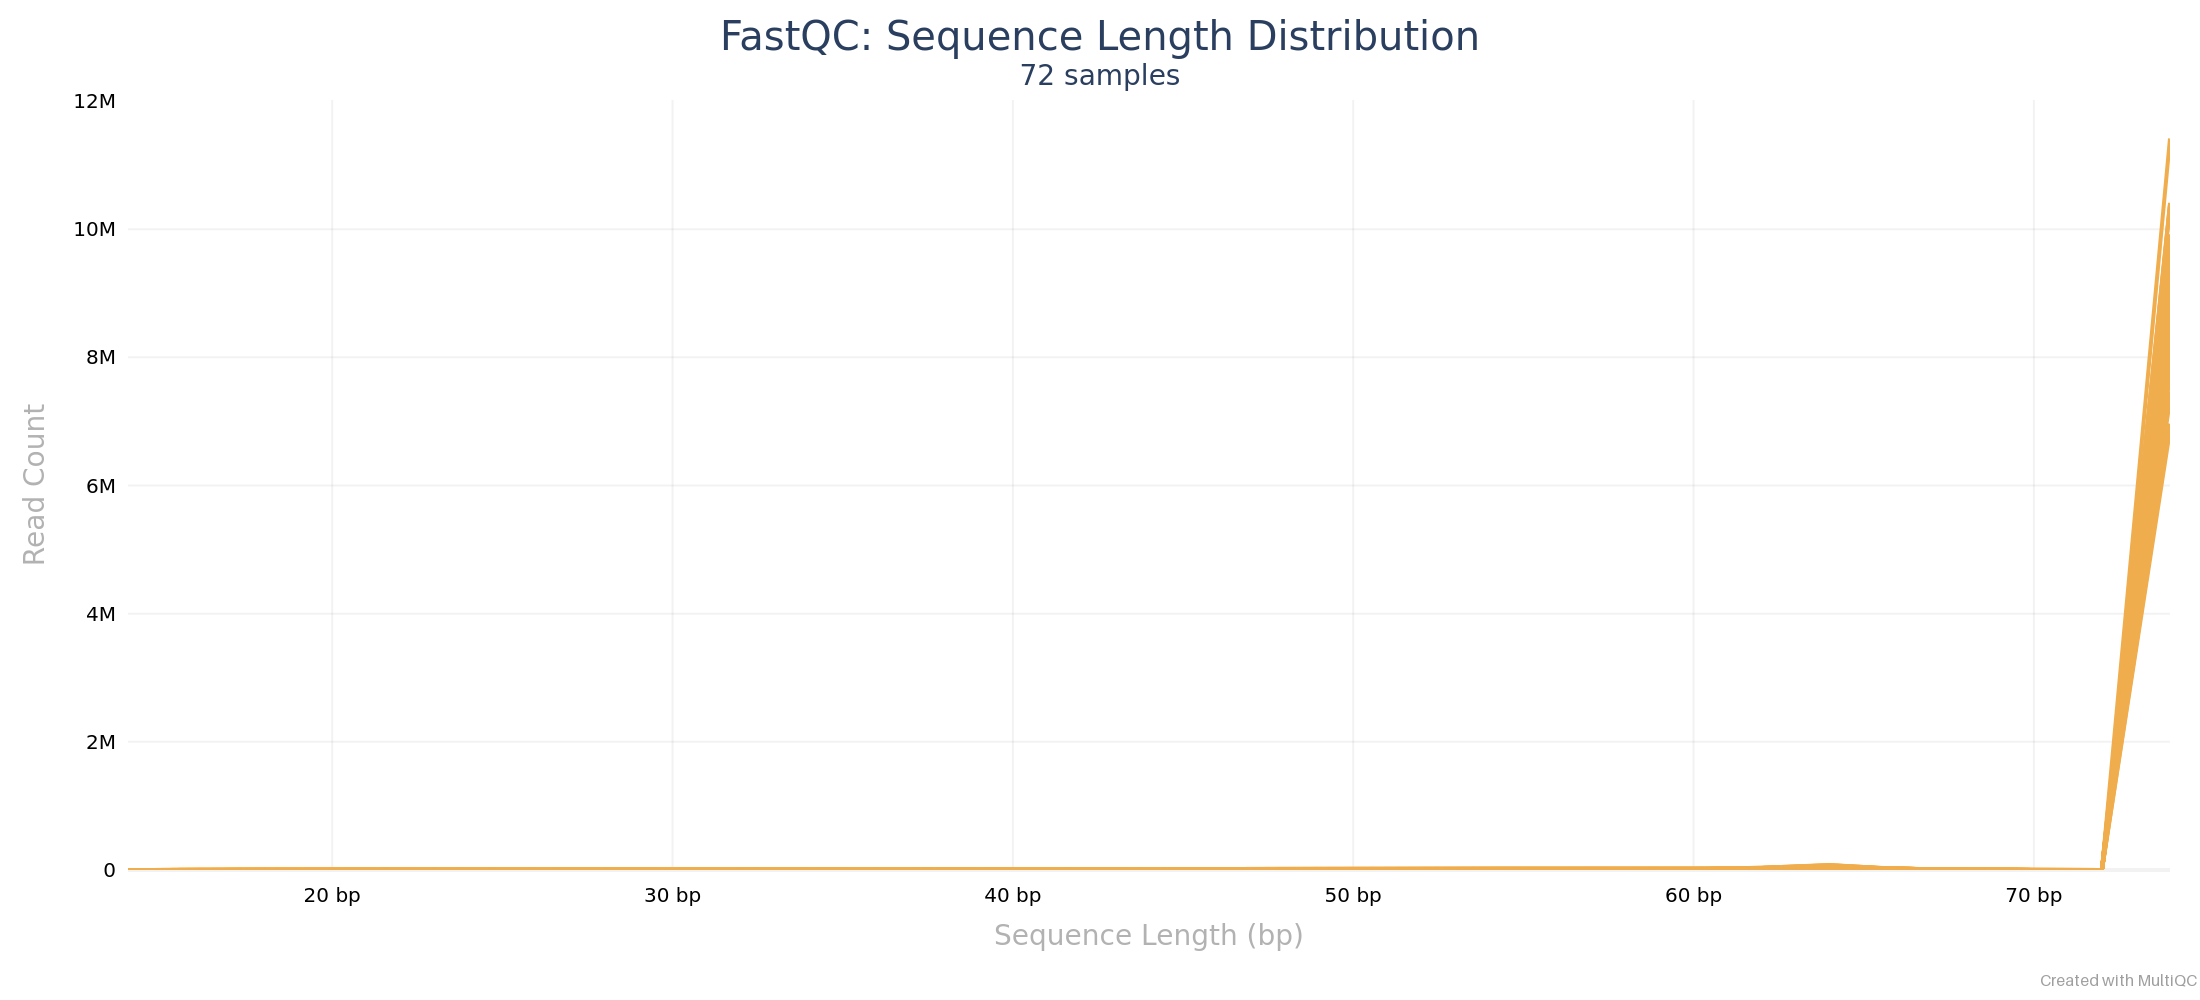 FastQC: Sequence Length Distribution
72 samples
12M
10M
8M
6M
4M
2M
0
Read Count
20 bp
30 bp
40 bp
50 bp
60 bp
70 bp
Sequence Length (bp)
Created with MultiQC